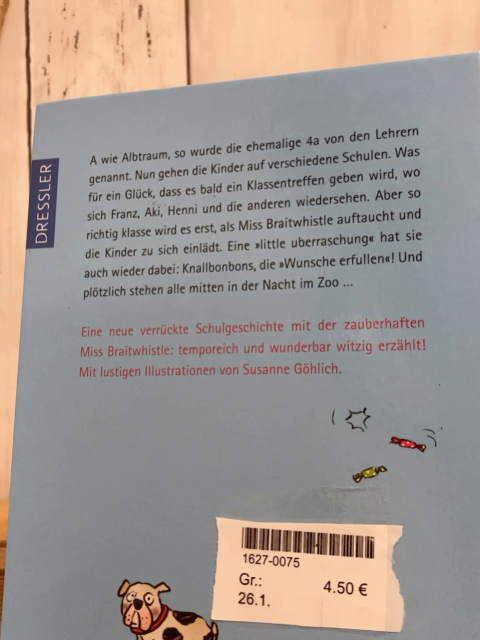 DRESSLER
A wie Albtraum, so wurde die ehemalige 4a von den Lehrern
genannt. Nun gehen die Kinder auf verschiedene Schulen. Was
für ein Glück, dass es bald ein Klassentreffen geben wird, wo
sich Franz, Aki, Henni und die anderen wiedersehen. Aber so
richtig klasse wird es erst, als Miss Braitwhistle auftaucht und
die Kinder zu sich einlädt. Eine »little uberraschung« hat sie
auch wieder dabei: Knallbonbons, die »Wunsche erfullen«! Und
plötzlich stehen alle mitten in der Nacht im Zoo ...
Eine neue verrückte Schulgeschichte mit der zauberhaften
Miss Braitwhistle: temporeich und wunderbar witzig erzählt!
Mit lustigen Illustrationen von Susanne Göhlich.
1627-0075
Gr.:
4.50 €
26.1.